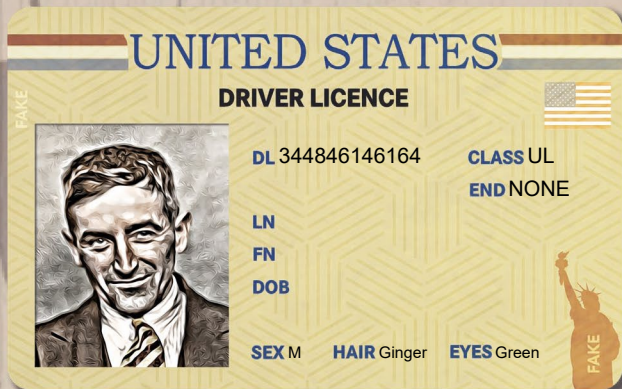 UNITED STATES
DRIVER LICENCE
FAKE
DL 344846146164 CLASS UL
END NONE
LN
FN
DOB
SEX M HAIR Ginger EYES Green
FAKE